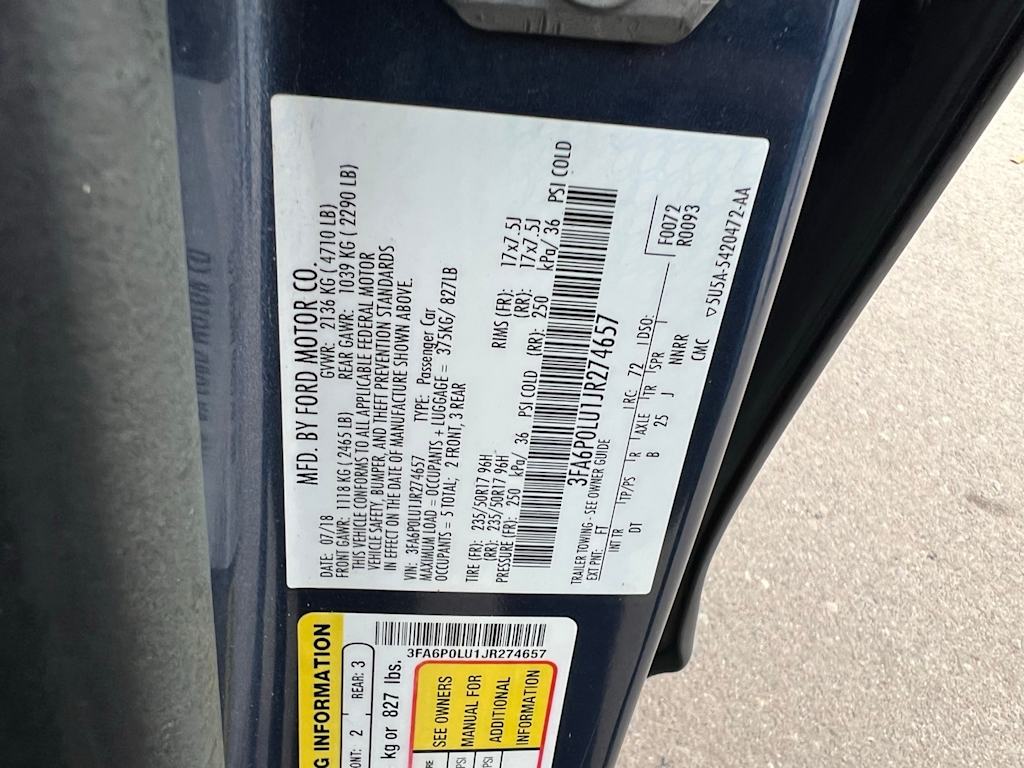 MFD. BY FORD MOTOR CO.
DATE: 07/18 GVWR: 2136 KG ( 4710 LB)
FRONT GAWR: 1118 KG ( 2465 LB) REAR GAWR: 1039 KG ( 2290 LB)
THIS VEHICLE CONFORMS TO ALL APPLICABLE FEDERAL MOTOR
VEHICLE SAFETY, BUMPER, AND THEFT PREVENTION STANDARDS
IN EFFECT ON THE DATE OF MANUFACTURE SHOWN ABOVE.
VIN: 3FA6P0LU1JR274657 TYPE: Passenger Car
MAXIMUM LOAD = OCCUPANTS + LUGGAGE = 375KG/ 827lB
OCCUPANTS = 5 TOTAL; 2 FRONT, 3 REAR
TIRE (FR): 235/50R17 96H RIMS (FR): 17x7.5J
(RR): 235/50R17 96H (RR): 17x7.5J
PRESSURE (FR): 250 kPa/ 36 PSI COLD (RR): 250 kPa/ 36 PSI COLD
3FA6P0LU1JR274657
TRAILER TOWING - SEE OWNER GUIDE
EXT PNT: FT RC: 72 DSO: F0072
R0093
INT TR TP/PS R AXLE TR SPR
DT B 25 J NNRR
CMC
▽5U5A-5420472-AA
G INFORMATION
ONT: 2 REAR: 3
kg or 827 lbs.
3FA6P0LU1JR274657
SEE OWNERS
MANUAL FOR
ADDITIONAL
INFORMATION
PSI
PSI